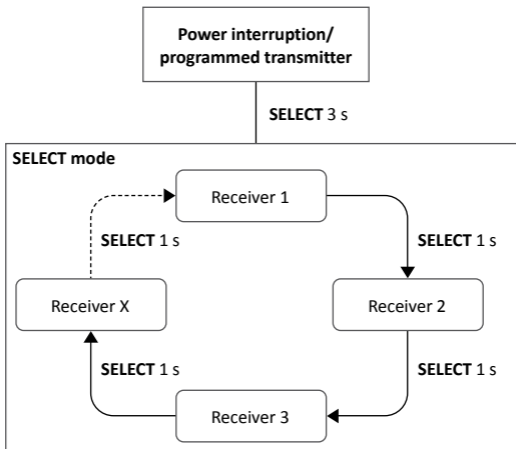 Power interruption/
programmed transmitter
SELECT 3 s
SELECT mode
Receiver 1
SELECT 1 s
SELECT 1 s
Receiver X
Receiver 2
SELECT 1 s
SELECT 1 s
Receiver 3